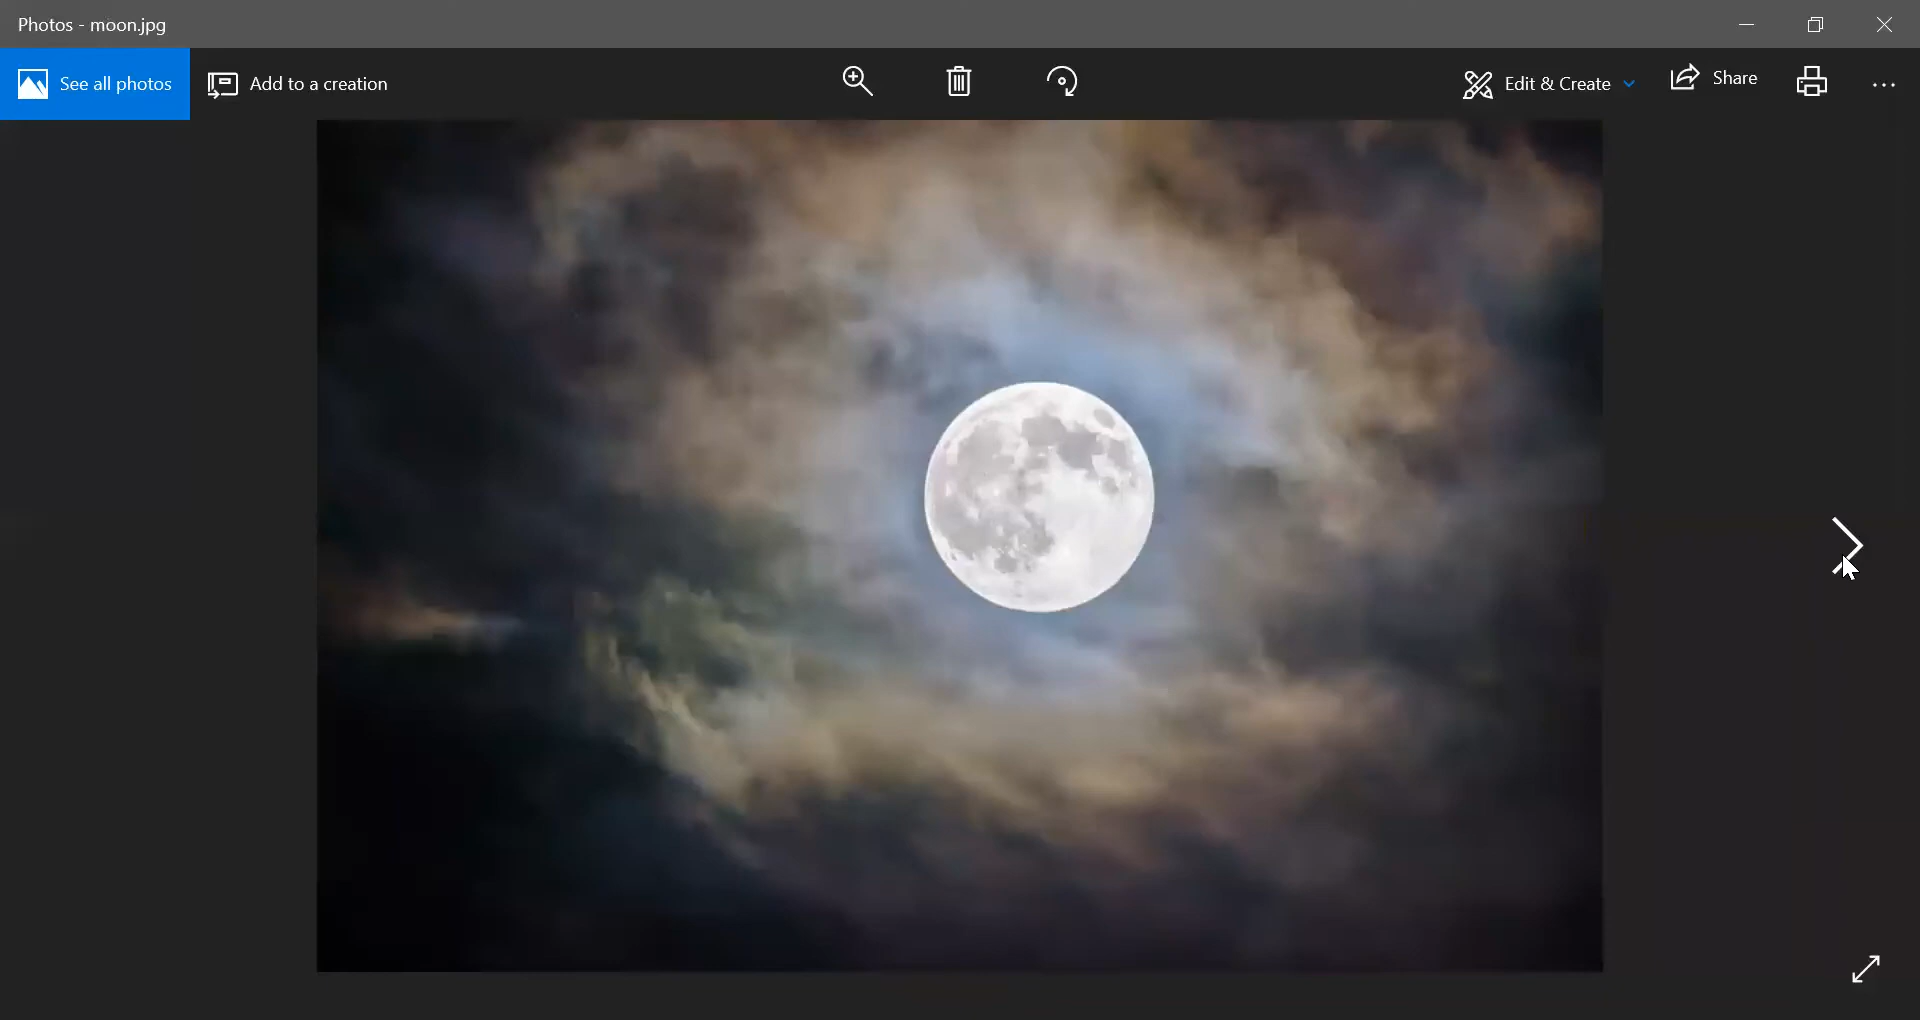 Photos - moon.jpg
See all photos
Add to a creation
Edit & Create
Share